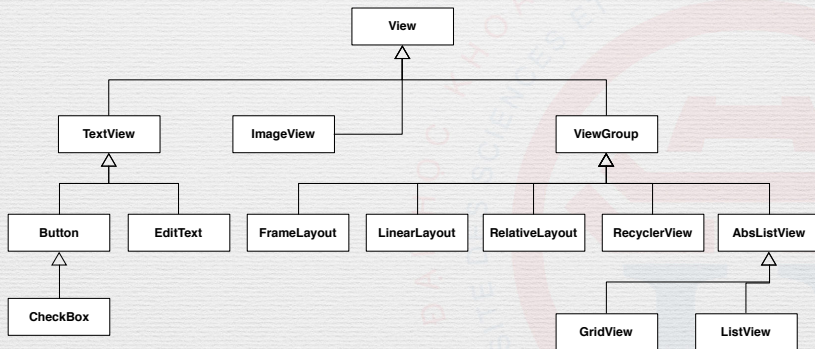 View
TextView
ImageView
ViewGroup
Button
EditText
FrameLayout
LinearLayout
RelativeLayout
RecyclerView
AbsListView
CheckBox
GridView
ListView